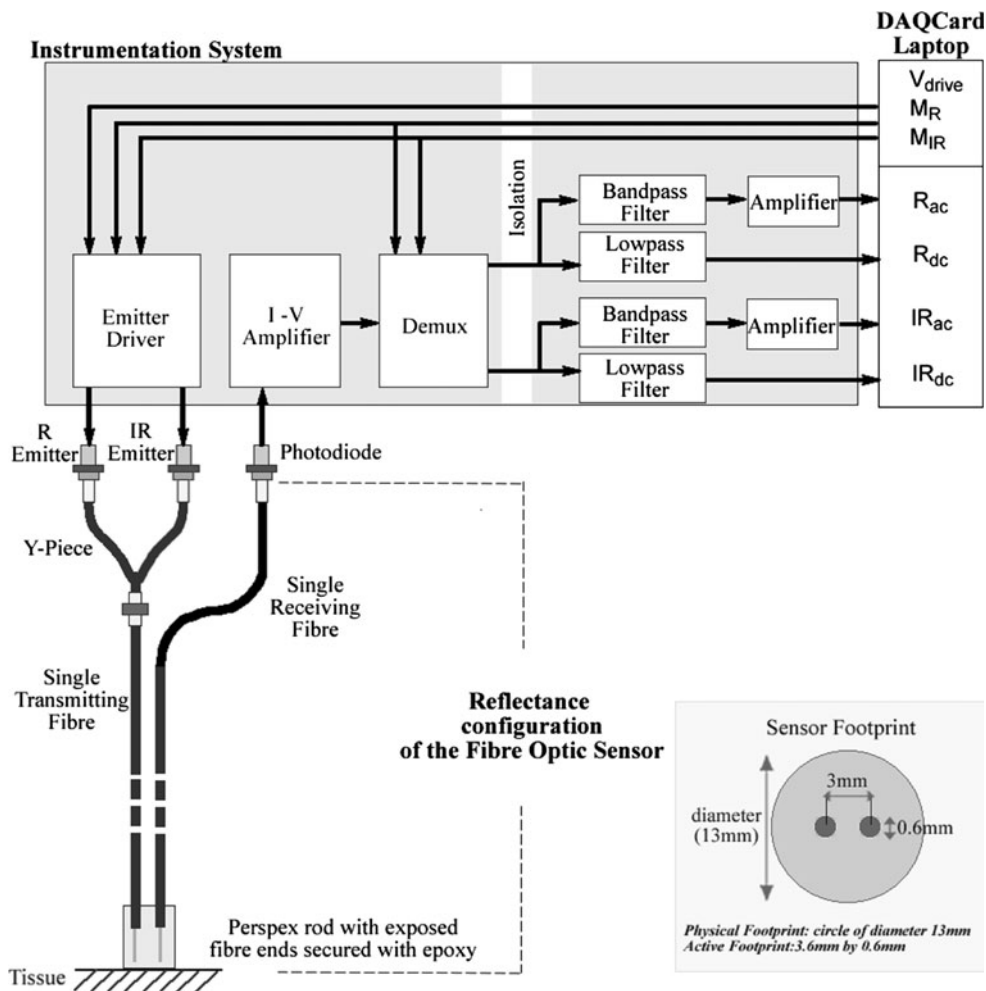 DAQCard
Laptop
Instrumentation System
V_drive
M_R
M_IR
Isolation
Bandpass
Filter
Amplifier
R_ac
Lowpass
Filter
R_dc
Emitter
Driver
I -V
Amplifier
Demux
Bandpass
Filter
Amplifier
IR_ac
Lowpass
Filter
IR_dc
R
Emitter
IR
Emitter
Photodiode
Y-Piece
Single
Receiving
Fibre
Single
Transmitting
Fibre
Reflectance
configuration
of the Fibre Optic Sensor
Sensor Footprint
3mm
diameter
(13mm)
0.6mm
Physical Footprint: circle of diameter 13mm
Active Footprint:3.6mm by 0.6mm
Perspex rod with exposed
fibre ends secured with epoxy
Tissue